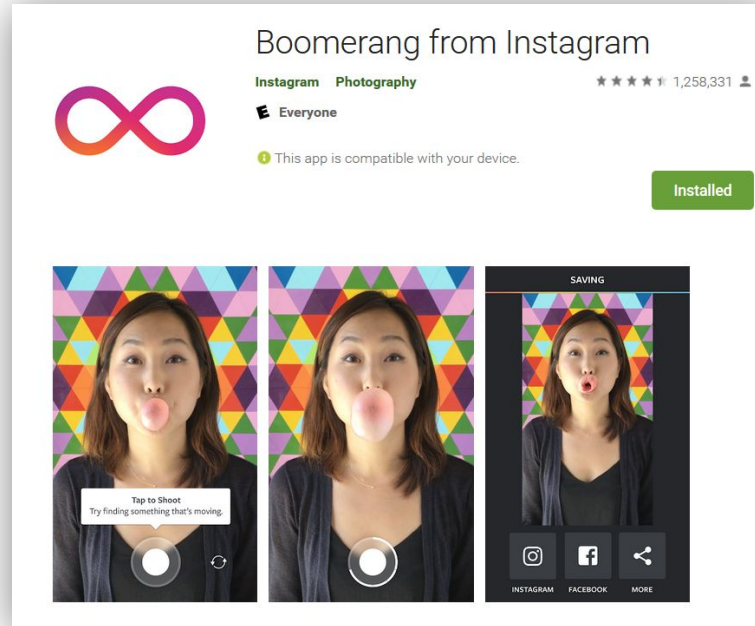 Boomerang from Instagram
Instagram Photography 1,258,331
E Everyone
This app is compatible with your device.
Installed
Tap to Shoot
Try finding something that's moving.
SAVING
INSTAGRAM FACEBOOK MORE